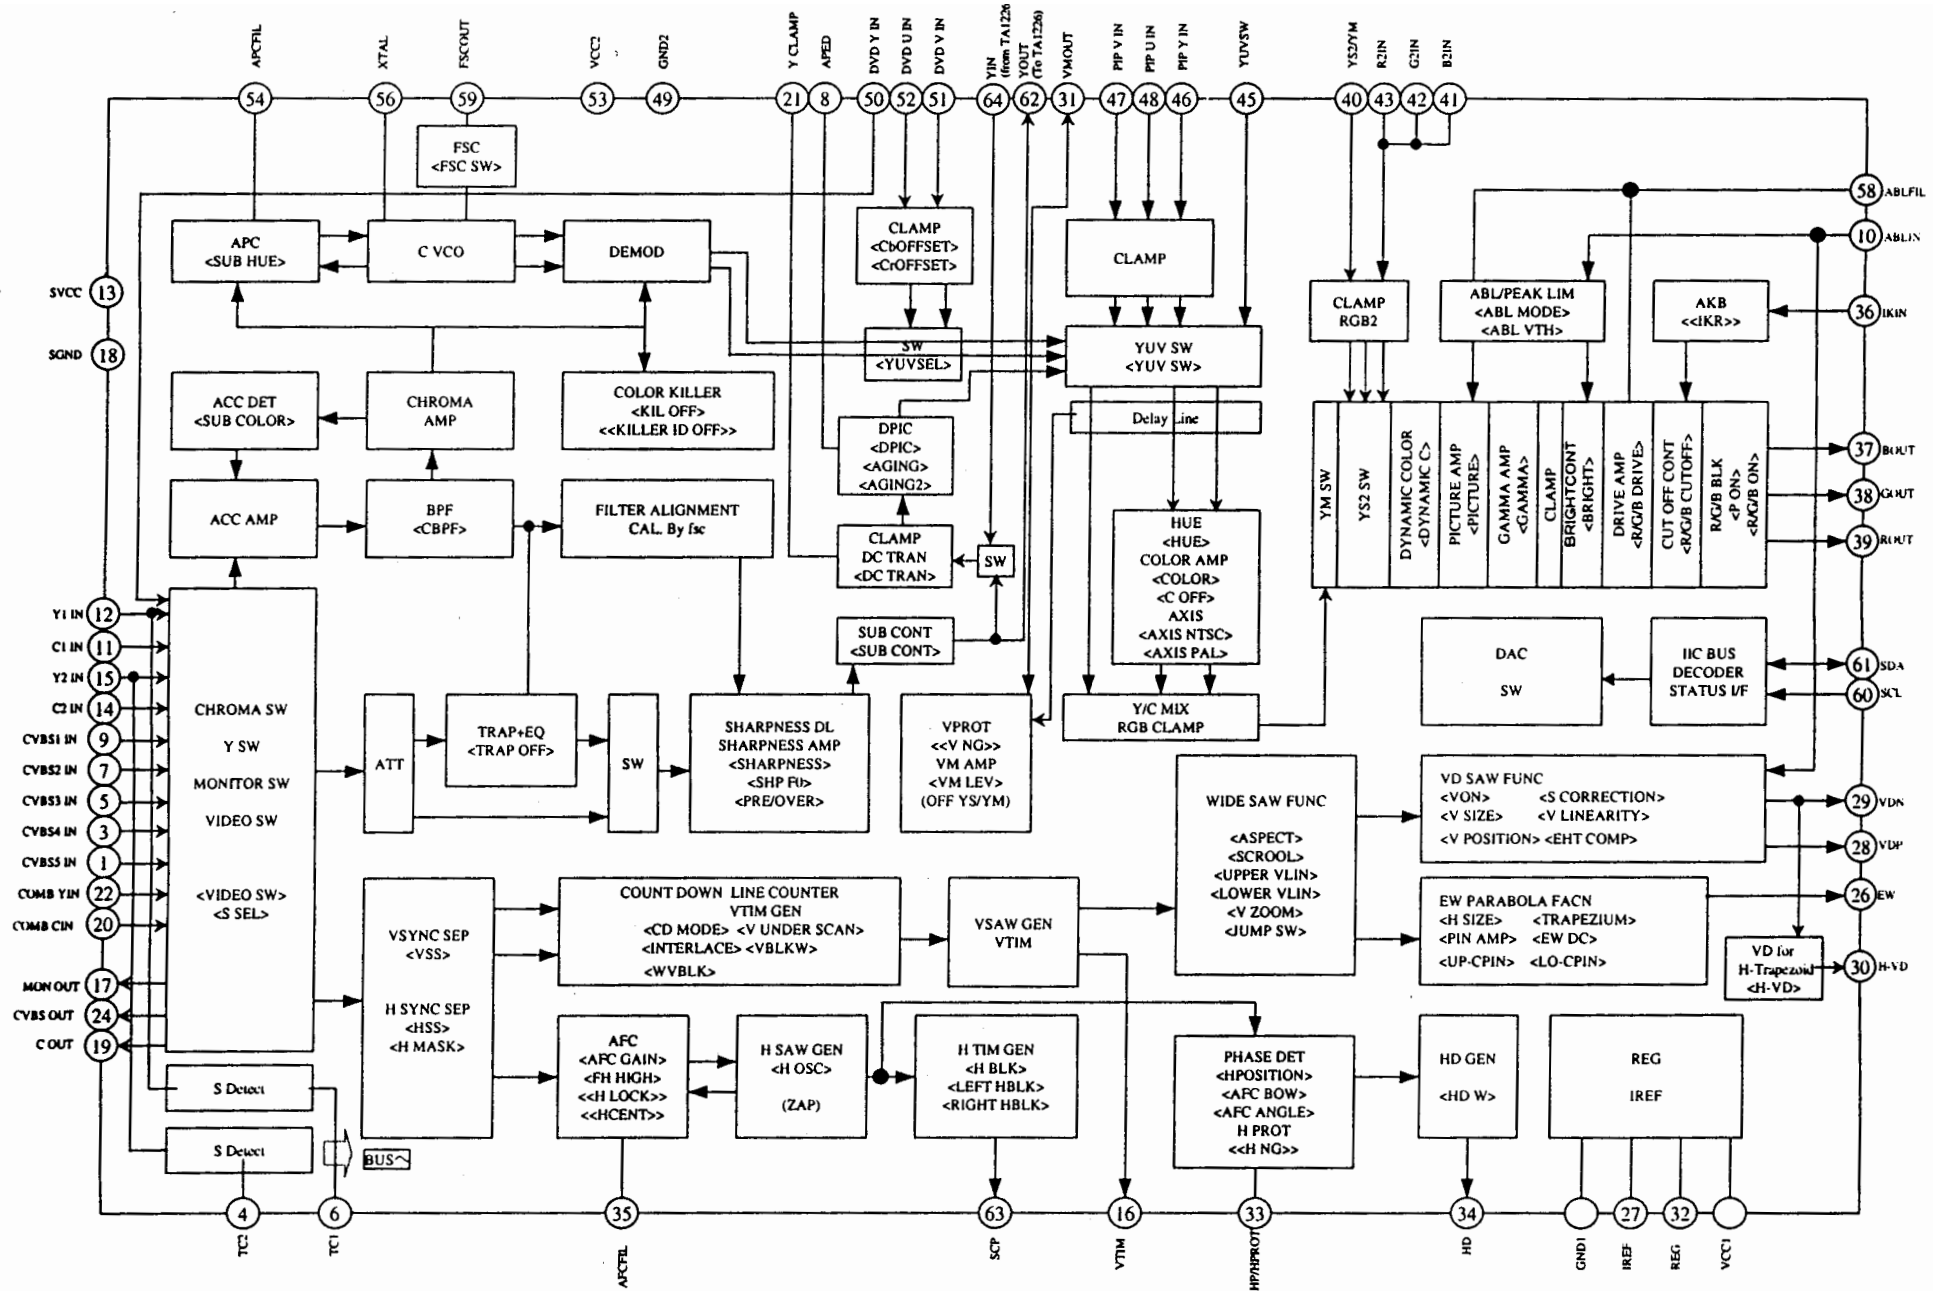 APCFIL
XTAL
FSCOUT
VCC2
GND2
Y CLAMP
APED
DVD Y IN
DVD U IN
DVD V IN
YIN
(from TA1226)
YOUT
(To TA1226)
VMOUT
PIP V IN
PIP U IN
PIP Y IN
YUVSW
YS2/YM
R2IN
G2IN
B2IN
54
56
59
53
49
21
8
50
52
51
64
62
31
47
48
46
45
40
43
42
41
FSC
<FSC SW>
58 ABLFIL
10 ABLIN
APC
<SUB HUE>
C VCO
DEMOD
CLAMP
<CbOFFSET>
<CrOFFSET>
CLAMP
SVCC 13
SGND 18
CLAMP
RGB2
ABL/PEAK LIM
<ABL MODE>
<ABL VTH>
AKB
<<IKR>>
36 IKIN
SW
<YUVSEL>
YUV SW
<YUV SW>
ACC DET
<SUB COLOR>
CHROMA
AMP
COLOR KILLER
<KIL OFF>
<<KILLER ID OFF>>
Delay Line
DPIC
<DPIC>
<AGING>
<AGING2>
YM SW
YS2 SW
DYNAMIC COLOR
<DYNAMIC C>
PICTURE AMP
<PICTURE>
GAMMA AMP
<GAMMA>
CLAMP
BRIGHTCONT
<BRIGHT>
DRIVE AMP
<R/G/B DRIVE>
CUT OFF CONT
<R/G/B CUTOFF>
R/G/B BLK
<P ON>
<R/G/B ON>
37 BOUT
38 GOUT
39 ROUT
ACC AMP
BPF
<CBPF>
FILTER ALIGNMENT
CAL. By fsc
CLAMP
DC TRAN
<DC TRAN>
SW
HUE
<HUE>
COLOR AMP
<COLOR>
<C OFF>
AXIS
<AXIS NTSC>
<AXIS PAL>
SUB CONT
<SUB CONT>
DAC
SW
IIC BUS
DECODER
STATUS I/F
61 SDA
60 SCL
Y1 IN 12
C1 IN 11
Y2 IN 15
C2 IN 14
CVBS1 IN 9
CVBS2 IN 7
CVBS3 IN 5
CVBS4 IN 3
CVBS5 IN 1
COMB YIN 22
COMB CIN 20
MON OUT 17
CVBS OUT 24
C OUT 19
CHROMA SW
Y SW
MONITOR SW
VIDEO SW
<VIDEO SW>
<S SEL>
ATT
TRAP+EQ
<TRAP OFF>
SW
SHARPNESS DL
SHARPNESS AMP
<SHARPNESS>
<SHP F0>
<PRE/OVER>
VPROT
<<V NG>>
VM AMP
<VM LEV>
(OFF YS/YM)
Y/C MIX
RGB CLAMP
WIDE SAW FUNC
<ASPECT>
<SCROOL>
<UPPER VLIN>
<LOWER VLIN>
<V ZOOM>
<JUMP SW>
VD SAW FUNC
<VON> <S CORRECTION>
<V SIZE> <V LINEARITY>
<V POSITION> <EHT COMP>
29 VDN
28 VDP
26 EW
EW PARABOLA FACN
<H SIZE> <TRAPEZIUM>
<PIN AMP> <EW DC>
<UP-CPIN> <LO-CPIN>
VD for
H-Trapezoid
<H-VD>
30 H-VD
VSYNC SEP
<VSS>
H SYNC SEP
<HSS>
<H MASK>
COUNT DOWN LINE COUNTER
VTIM GEN
<CD MODE> <V UNDER SCAN>
<INTERLACE> <VBLKW>
<WVBLK>
VSAW GEN
VTIM
AFC
<AFC GAIN>
<FH HIGH>
<<H LOCK>>
<<HCENT>>
H SAW GEN
<H OSC>
(ZAP)
H TIM GEN
<H BLK>
<LEFT HBLK>
<RIGHT HBLK>
PHASE DET
<HPOSITION>
<AFC BOW>
<AFC ANGLE>
H PROT
<<H NG>>
HD GEN
<HD W>
REG
IREF
S Detect
S Detect
BUS
4
6
35
63
16
33
34
27
32
TC2
TC1
AFCFIL
SCP
VTIM
HP/HPROT
HD
GND1
IREF
REG
VCC1